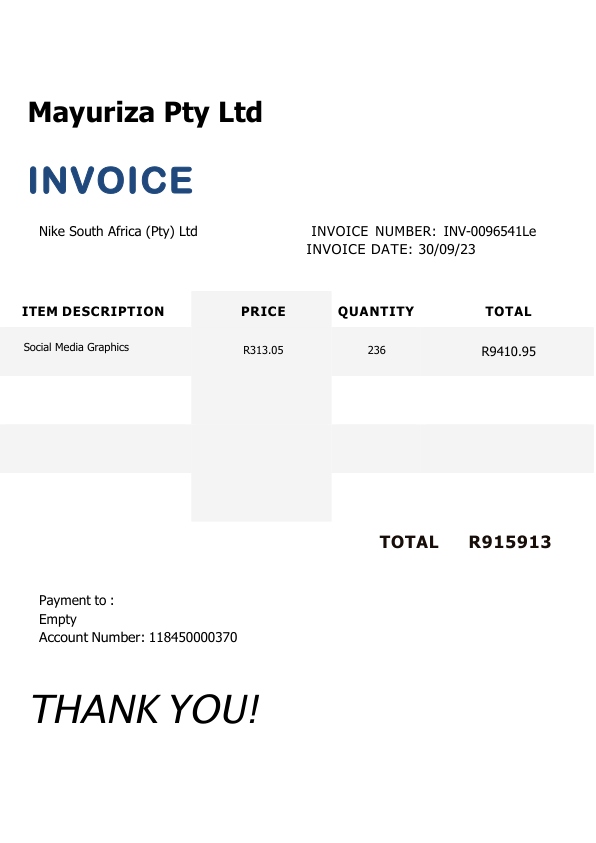 Mayuriza Pty Ltd
INVOICE
Nike South Africa (Pty) Ltd
INVOICE NUMBER: INV-0096541Le
INVOICE DATE: 30/09/23
ITEM DESCRIPTION PRICE QUANTITY TOTAL
Social Media Graphics R313.05 236 R9410.95
TOTAL R915913
Payment to :
Empty
Account Number: 118450000370
THANK YOU!